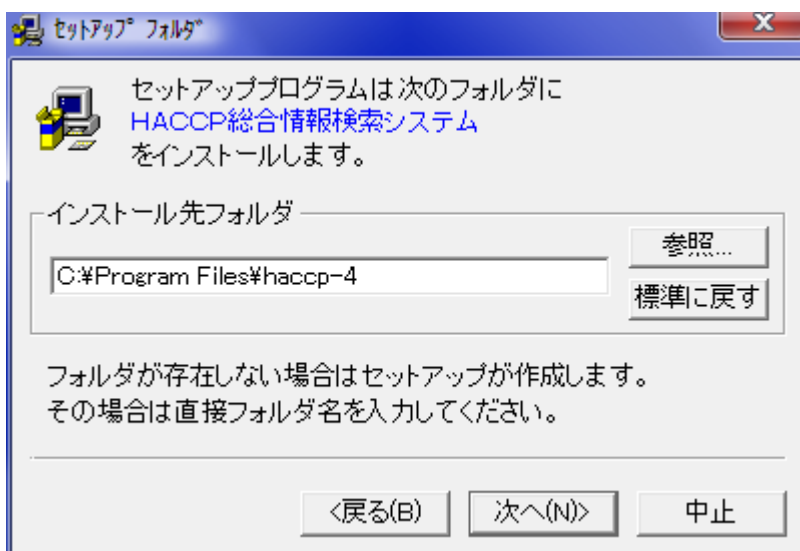 ｾｯﾄｱｯﾌﾟ ﾌｫﾙﾀﾞ
セットアッププログラムは次のフォルダに
HACCP総合情報検索システム
をインストールします。
インストール先フォルダ
参照...
C:¥Program Files¥haccp-4
標準に戻す
フォルダが存在しない場合はセットアップが作成します。
その場合は直接フォルダ名を入力してください。
<戻る(B)
次へ(N)>
中止